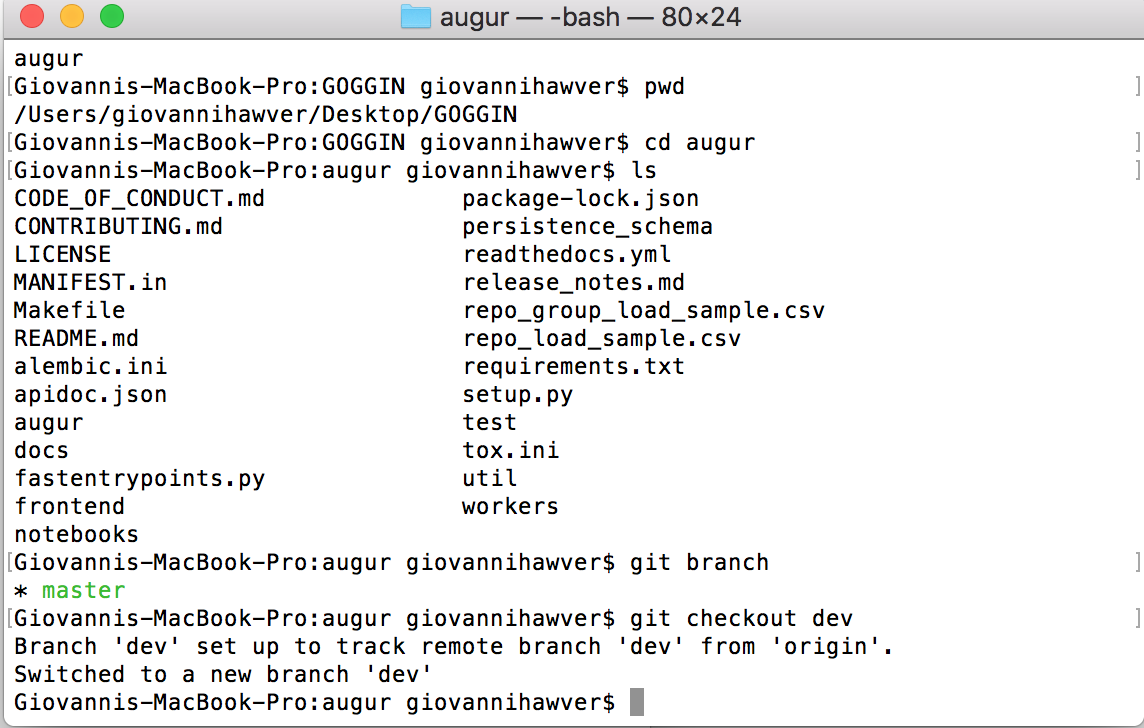 augur — -bash — 80×24
augur
[Giovannis-MacBook-Pro:GOGGIN giovannihawver$ pwd ]
/Users/giovannihawver/Desktop/GOGGIN
[Giovannis-MacBook-Pro:GOGGIN giovannihawver$ cd augur ]
[Giovannis-MacBook-Pro:augur giovannihawver$ ls ]
CODE_OF_CONDUCT.md package-lock.json
CONTRIBUTING.md persistence_schema
LICENSE readthedocs.yml
MANIFEST.in release_notes.md
Makefile repo_group_load_sample.csv
README.md repo_load_sample.csv
alembic.ini requirements.txt
apidoc.json setup.py
augur test
docs tox.ini
fastentrypoints.py util
frontend workers
notebooks
[Giovannis-MacBook-Pro:augur giovannihawver$ git branch ]
* master
[Giovannis-MacBook-Pro:augur giovannihawver$ git checkout dev ]
Branch 'dev' set up to track remote branch 'dev' from 'origin'.
Switched to a new branch 'dev'
Giovannis-MacBook-Pro:augur giovannihawver$